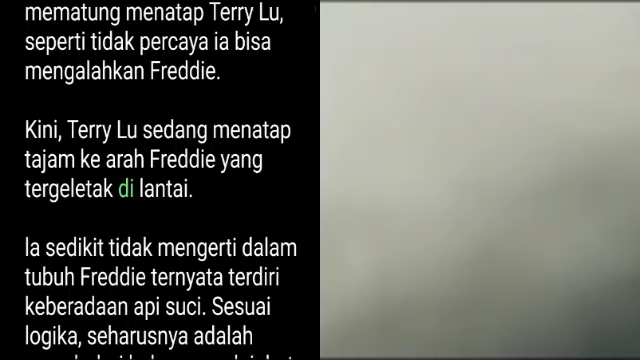 mematung menatap Terry Lu,
seperti tidak percaya ia bisa
mengalahkan Freddie.
Kini, Terry Lu sedang menatap
tajam ke arah Freddie yang
tergeletak di lantai.
Ia sedikit tidak mengerti dalam
tubuh Freddie ternyata terdiri
keberadaan api suci. Sesuai
logika, seharusnya adalah